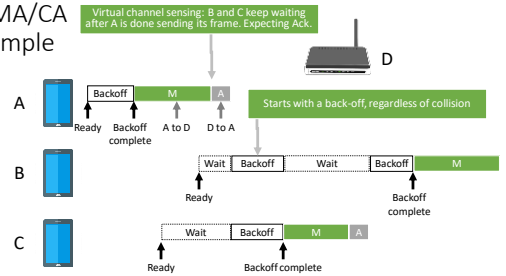 MA/CA
mple
Virtual channel sensing: B and C keep waiting
after A is done sending its frame. Expecting Ack.
D
A
Backoff
M
A
Ready
Backoff
complete
A to D
D to A
Starts with a back-off, regardless of collision
B
Wait
Backoff
Wait
Backoff
M
Ready
Backoff
complete
C
Wait
Backoff
M
A
Ready
Backoff complete